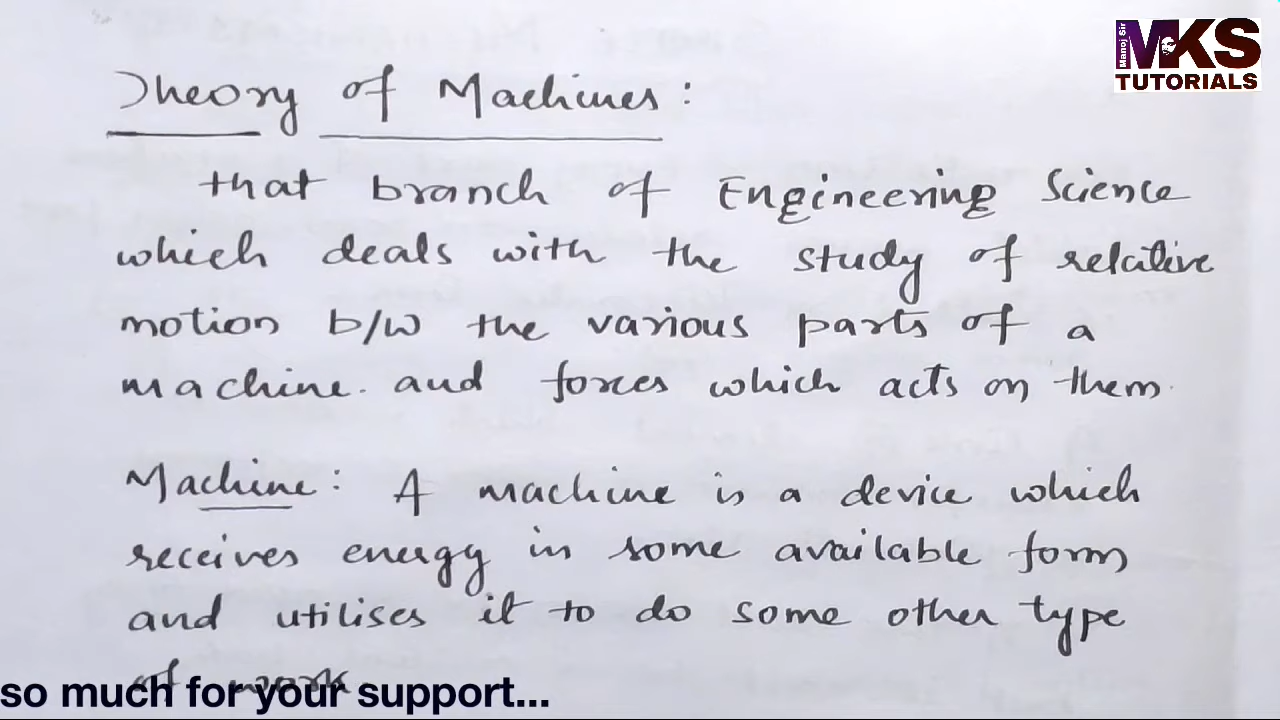 Manoj Sir
MKS
TUTORIALS
Theory of Machines:
that branch of Engineering Science
which deals with the study of relative
motion b/w the various parts of a
machine. and forces which acts on them.
Machine: A machine is a device which
receives energy in some available form
and utilises it to do some other type
of work.
so much for your support...